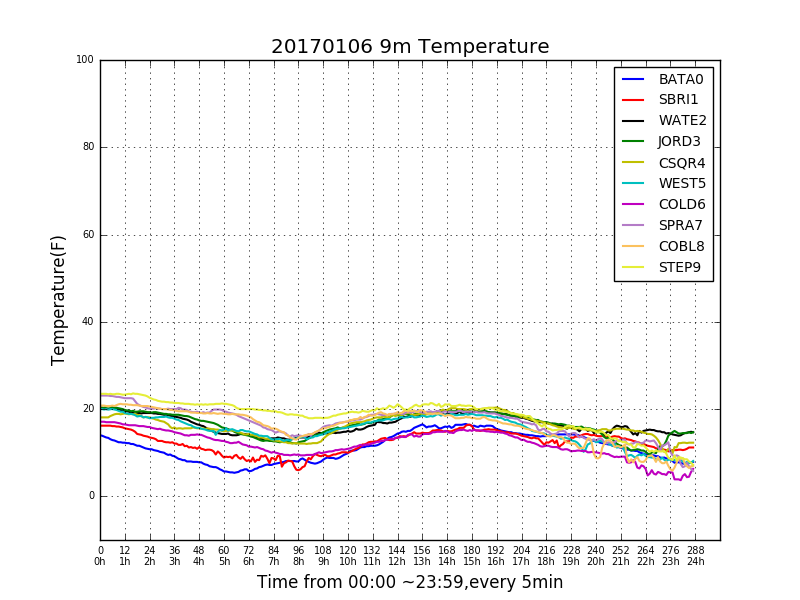 20170106 9m Temperature
100
80
60
40
20
0
Temperature(F)
BATA0
SBRI1
WATE2
JORD3
CSQR4
WEST5
COLD6
SPRA7
COBL8
STEP9
0 12 24 36 48 60 72 84 96 108 120 132 144 156 168 180 192 204 216 228 240 252 264 276 288
0h 1h 2h 3h 4h 5h 6h 7h 8h 9h 10h 11h 12h 13h 14h 15h 16h 17h 18h 19h 20h 21h 22h 23h 24h
Time from 00:00 ~23:59,every 5min